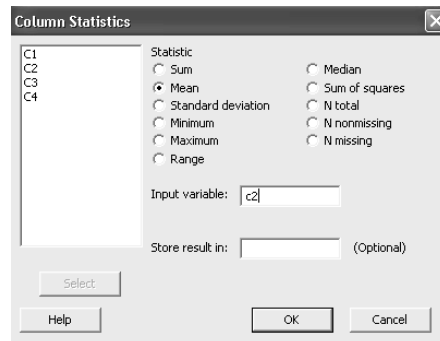 Column Statistics
C1
C2
C3
C4
Statistic
Sum
Mean
Standard deviation
Minimum
Maximum
Range
Median
Sum of squares
N total
N nonmissing
N missing
Input variable: c2
Store result in: (Optional)
Select
Help OK Cancel